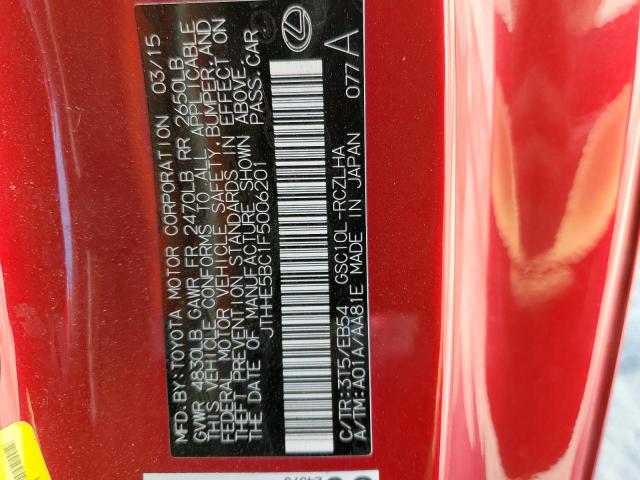 MFD. BY: TOYOTA MOTOR CORPORATION 03/15
GVWR 4830LB GAWR FR 2470LB RR 2650LB
THIS VEHICLE CONFORMS TO ALL APPLICABLE
FEDERAL MOTOR VEHICLE SAFETY, BUMPER, AND
THEFT PREVENTION STANDARDS IN EFFECT ON
THE DATE OF MANUFACTURE SHOWN ABOVE.
JTHHE5BC1F5006201 PASS. CAR
C/TR: 3T5/EB54 GSC10L-RCZLHA 077
A/TM: A01A/AA81E MADE IN JAPAN A